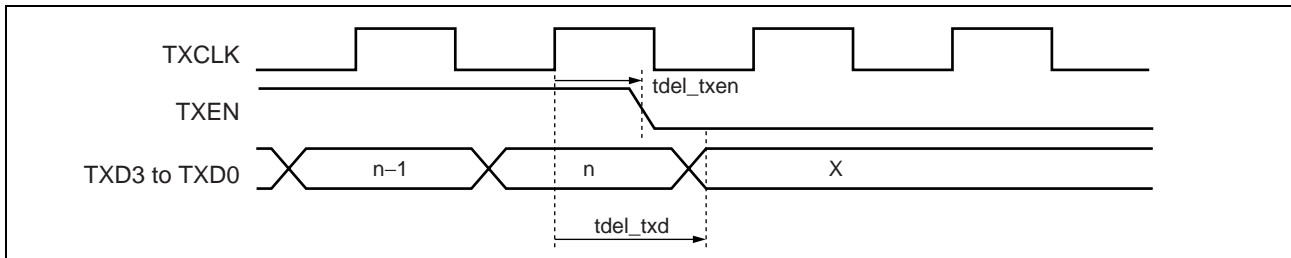 TXCLK
tdel_txen
TXEN
TXD3 to TXD0
n−1
n
X
tdel_txd